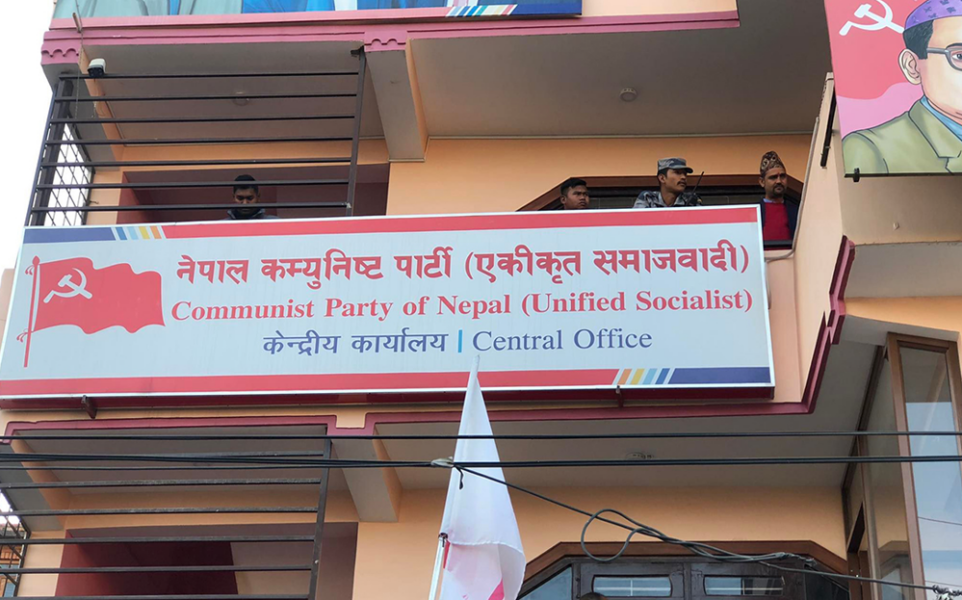 नेपाल कम्युनिष्ट पार्टी (एकीकृत समाजवादी)
Communist Party of Nepal (Unified Socialist)
केन्द्रीय कार्यालय | Central Office